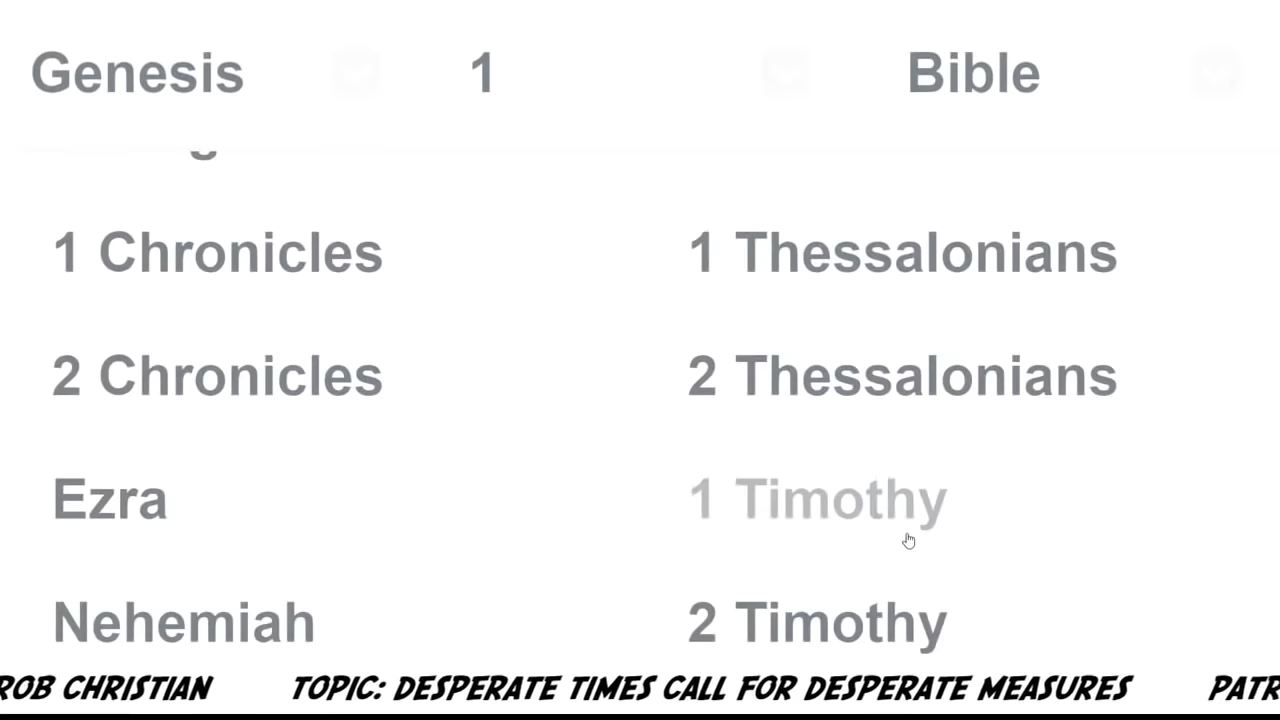 Genesis 1 Bible
1 Chronicles 1 Thessalonians
2 Chronicles 2 Thessalonians
Ezra 1 Timothy
Nehemiah 2 Timothy
ROB CHRISTIAN TOPIC: DESPERATE TIMES CALL FOR DESPERATE MEASURES